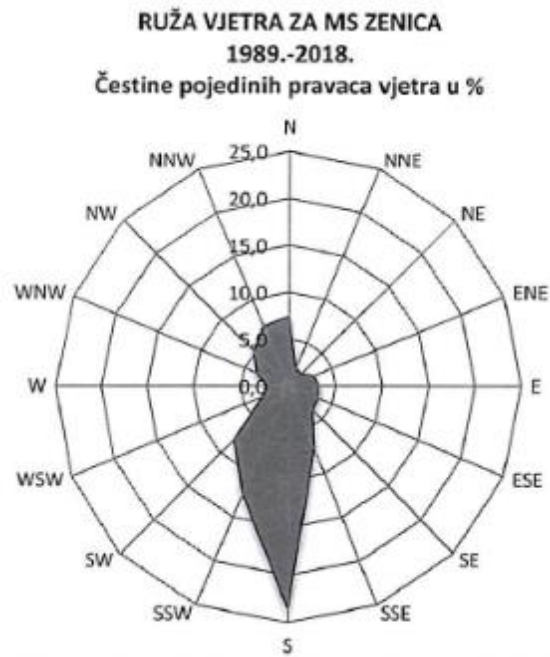 RUŽA VJETRA ZA MS ZENICA
1989.-2018.
Čestine pojedinih pravaca vjetra u %
N
NNW
25,0
NNE
NW
20,0
NE
15,0
WNW
10,0
ENE
5,0
W
0,0
E
WSW
ESE
SW
SE
SSW
SSE
S